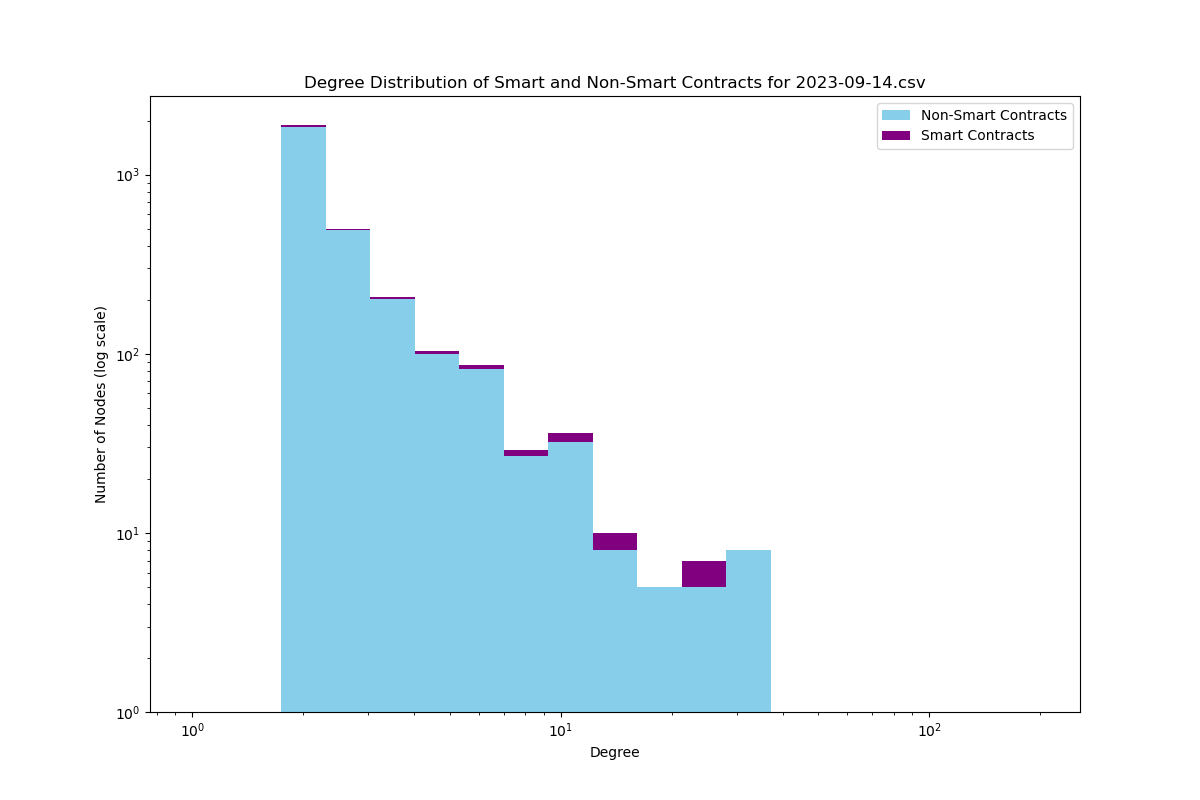 Degree Distribution of Smart and Non-Smart Contracts for 2023-09-14.csv
Non-Smart Contracts
Smart Contracts
Number of Nodes (log scale)
10³
10²
10¹
10⁰
10⁰ 10¹ 10²
Degree